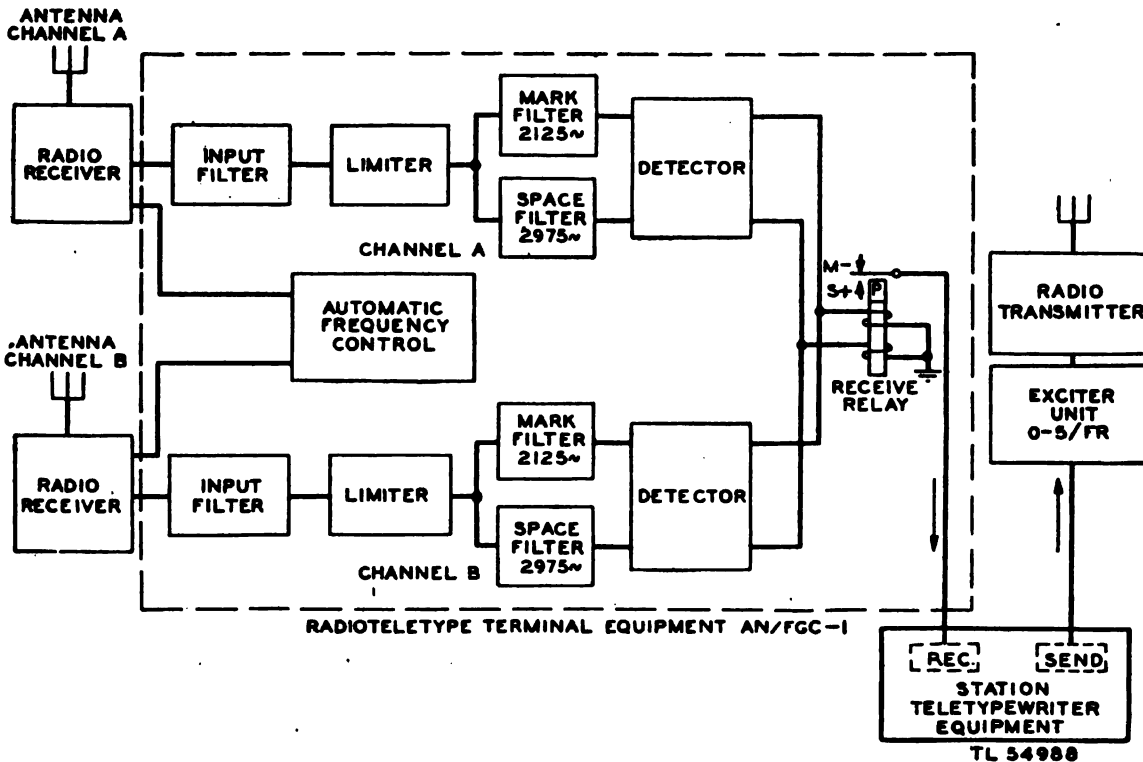 ANTENNA
CHANNEL A
RADIO
RECEIVER
INPUT
FILTER
LIMITER
MARK
FILTER
2125~
SPACE
FILTER
2975~
DETECTOR
CHANNEL A
AUTOMATIC
FREQUENCY
CONTROL
M-
S+
P
RECEIVE
RELAY
RADIO
TRANSMITTER
EXCITER
UNIT
O-5/FR
ANTENNA
CHANNEL B
RADIO
RECEIVER
INPUT
FILTER
LIMITER
MARK
FILTER
2125~
SPACE
FILTER
2975~
DETECTOR
CHANNEL B
RADIOTELETYPE TERMINAL EQUIPMENT AN/FGC-1
REC.
SEND
STATION
TELETYPEWRITER
EQUIPMENT
TL 54988